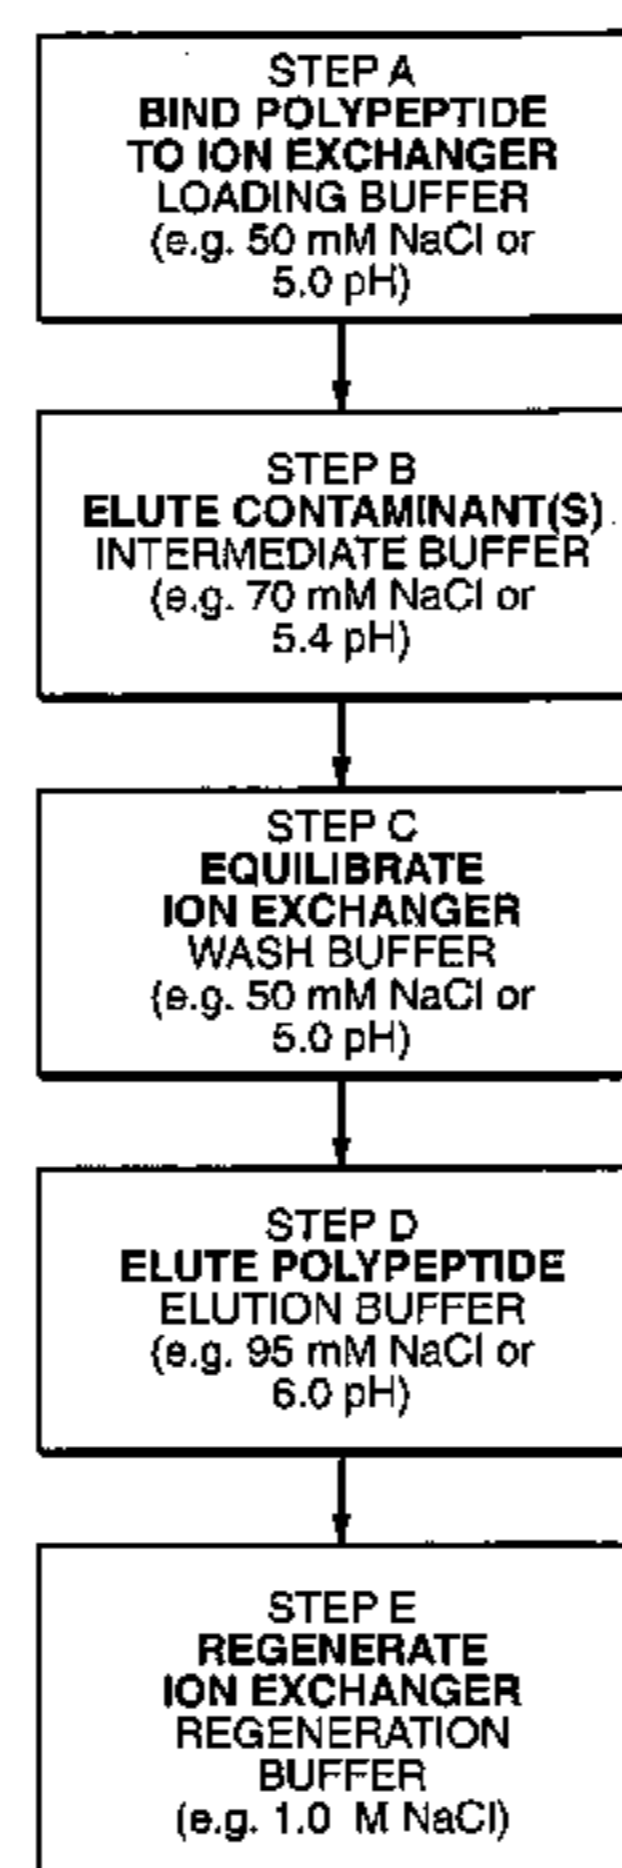 STEP A
BIND POLYPEPTIDE
TO ION EXCHANGER
LOADING BUFFER
(e.g. 50 mM NaCl or
5.0 pH)
STEP B
ELUTE CONTAMINANT(S)
INTERMEDIATE BUFFER
(e.g. 70 mM NaCl or
5.4 pH)
STEP C
EQUILIBRATE
ION EXCHANGER
WASH BUFFER
(e.g. 50 mM NaCl or
5.0 pH)
STEP D
ELUTE POLYPEPTIDE
ELUTION BUFFER
(e.g. 95 mM NaCl or
6.0 pH)
STEP E
REGENERATE
ION EXCHANGER
REGENERATION
BUFFER
(e.g. 1.0 M NaCl)